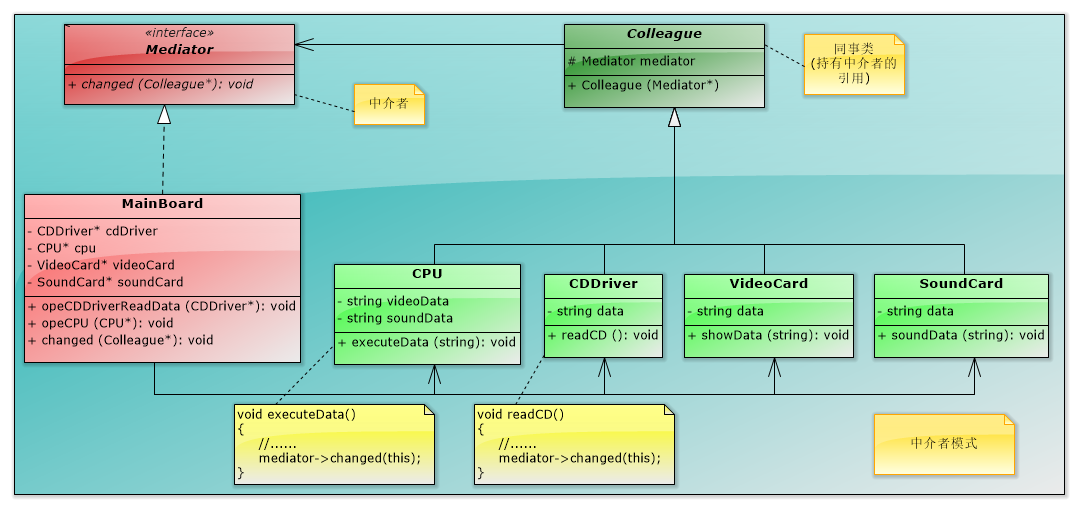 «interface»
Mediator
+ changed (Colleague*): void
中介者
Colleague
# Mediator mediator
+ Colleague (Mediator*)
同事类
(持有中介者的
引用)
MainBoard
- CDDriver* cdDriver
- CPU* cpu
- VideoCard* videoCard
- SoundCard* soundCard
+ opeCDDriverReadData (CDDriver*): void
+ opeCPU (CPU*): void
+ changed (Colleague*): void
CPU
- string videoData
- string soundData
+ executeData (string): void
CDDriver
- string data
+ readCD (): void
VideoCard
- string data
+ showData (string): void
SoundCard
- string data
+ soundData (string): void
void executeData()
{
//......
mediator->changed(this);
}
void readCD()
{
//......
mediator->changed(this);
}
中介者模式